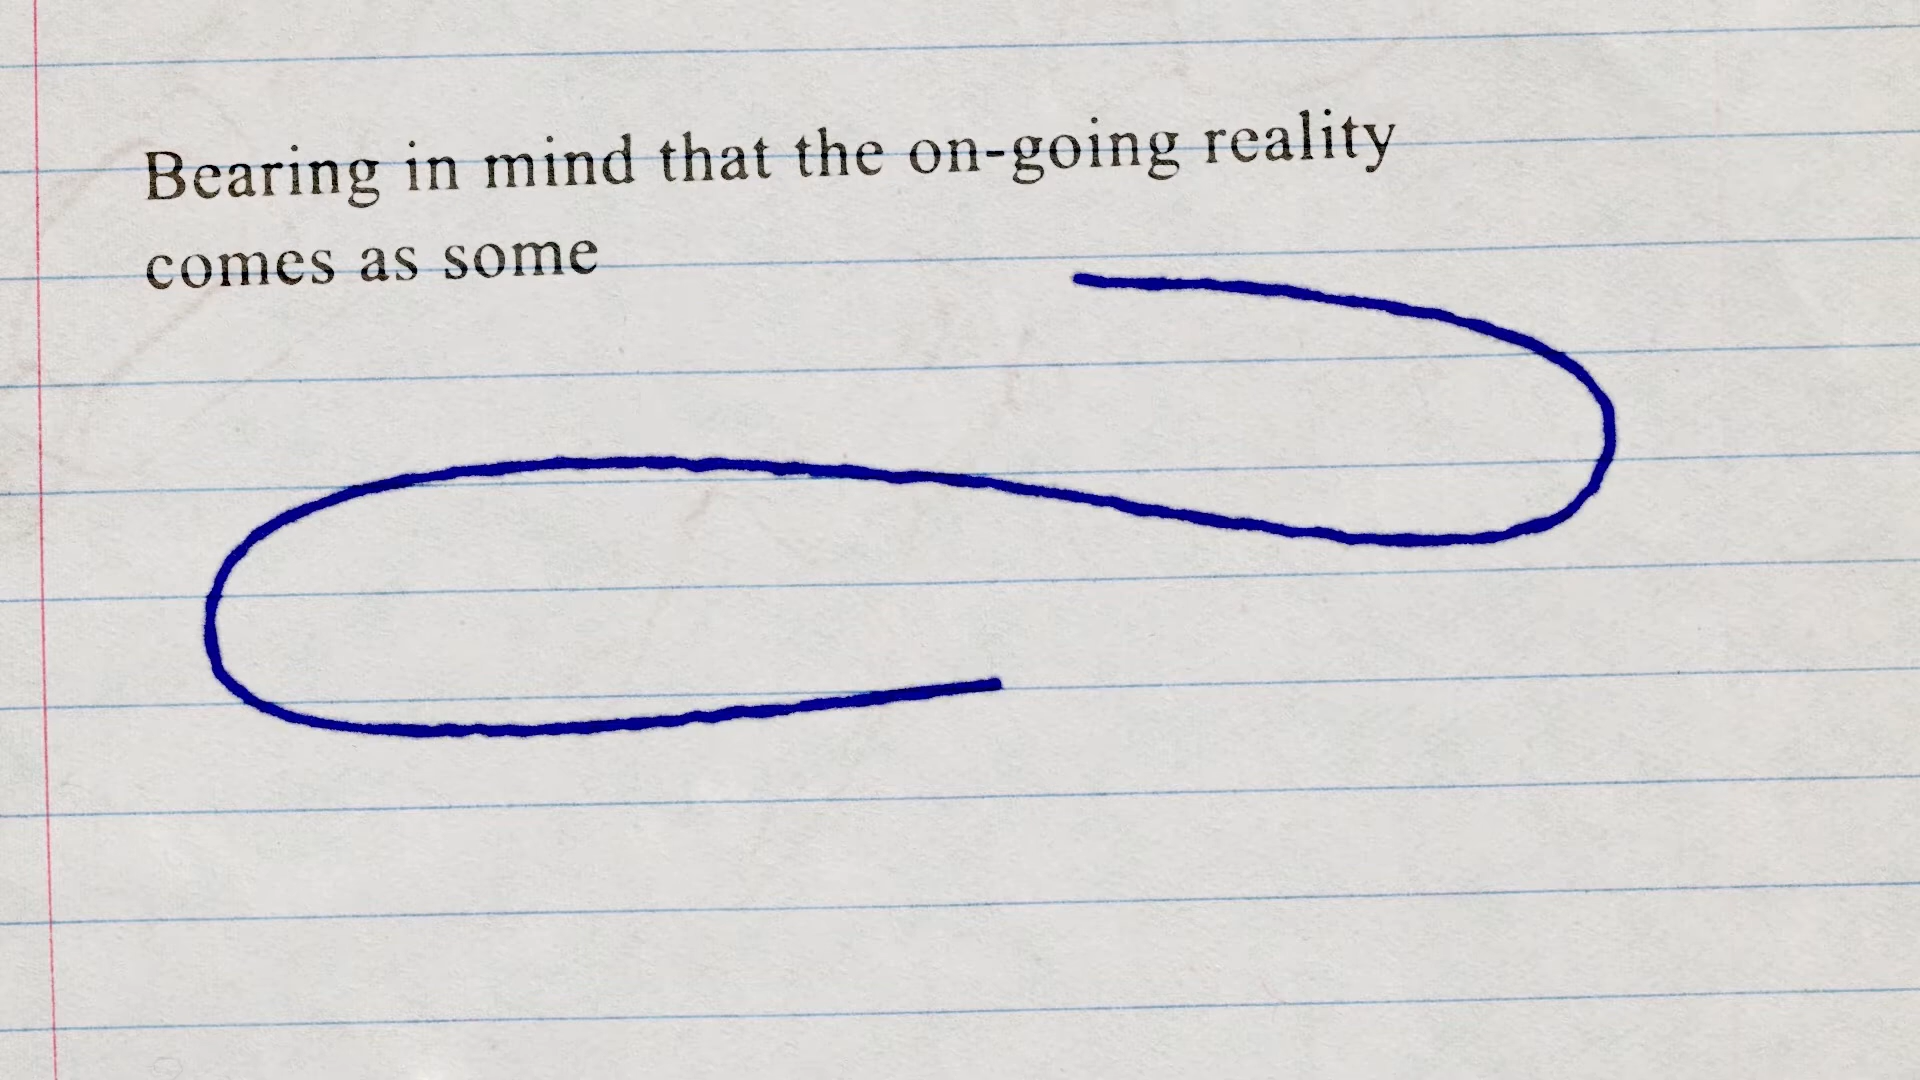 Bearing in mind that the on-going reality
comes as some